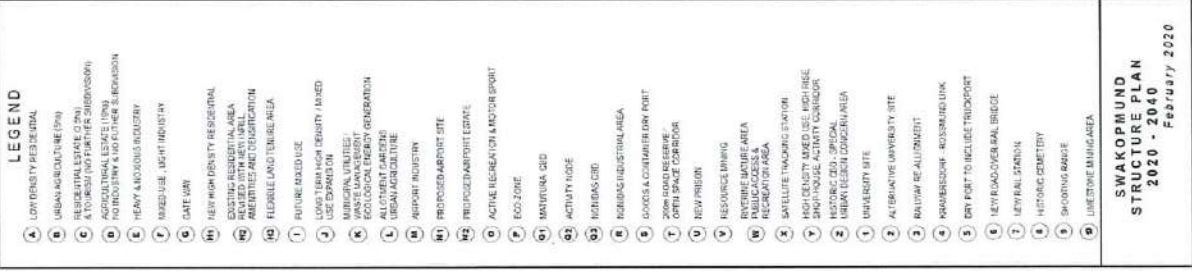 LEGEND
A LOW DENSITY RESIDENTIAL
B URBAN AGRICULTURE (5ha)
C RESIDENTIAL ESTATE (0.5ha)
& TOURISM (NO FURTHER SUBDIVISION)
D AGRICULTURAL ESTATE (10ha)
NO INDUSTRY & NO FUTHER SUBDIVISION
E HEAVY & NOXIOUS INDUSTRY
F MIXED USE, LIGHT INDUSTRY
G GATE WAY
H1 NEW HIGH DENSITY RESIDENTIAL
H2 EXISTING RESIDENTIAL AREA
REVISED WITH NEW INFILL
AMENITIES AND DENSIFICATION
H3 FLEXIBLE LAND TENURE AREA
I FUTURE MIXED USE
J LONG TERM HIGH DENSITY / MIXED
USE EXPANSION
K MUNICIPAL UTILITIES /
WASTE MANAGEMENT
ECOLOGICAL ENERGY GENERATION
L ALLOTMENT GARDENS
URBAN AGRICULTURE
M AIRPORT INDUSTRY
N1 PROPOSED AIRPORT SITE
N2 PROPOSED AIRPORT ESTATE
O ACTIVE RECREATION & MOTOR SPORT
P ECO ZONE
Q1 MATUTURA CBD
Q2 ACTIVITY NODE
Q3 NONIDAS CBD
R NONIDAS INDUSTRIAL AREA
S GOODS & CONTAINER DRY PORT
T 200m ROAD RESERVE
OPEN SPACE CORRIDOR
U NEW PRISON
V RESOURCE MINING
W RIVERINE NATURE AREA
PUBLIC ACCESS &
RECREATION AREA
X SATELLITE TRACKING STATION
Y HIGH DENSITY MIXED USE, HIGH RISE
SHOP-HOUSE, ACTIVITY CORRIDOR
Z HISTORIC CBD - SPECIAL
URBAN DESIGN CONCERN AREA
1 UNIVERSITY SITE
2 ALTERNATIVE UNIVERSITY SITE
3 RAILWAY RE-ALLIGNMENT
4 KRAMERSDORF - ROSSMUND LINK
5 DRY PORT TO INCLUDE TRUCKPORT
6 NEW ROAD OVER RAIL BRIDGE
7 NEW RAIL STATION
8 HISTORIC CEMETERY
9 SHOOTING RANGE
10 LIMESTONE MINING AREA
SWAKOPMUND
STRUCTURE PLAN
2020 - 2040
February 2020